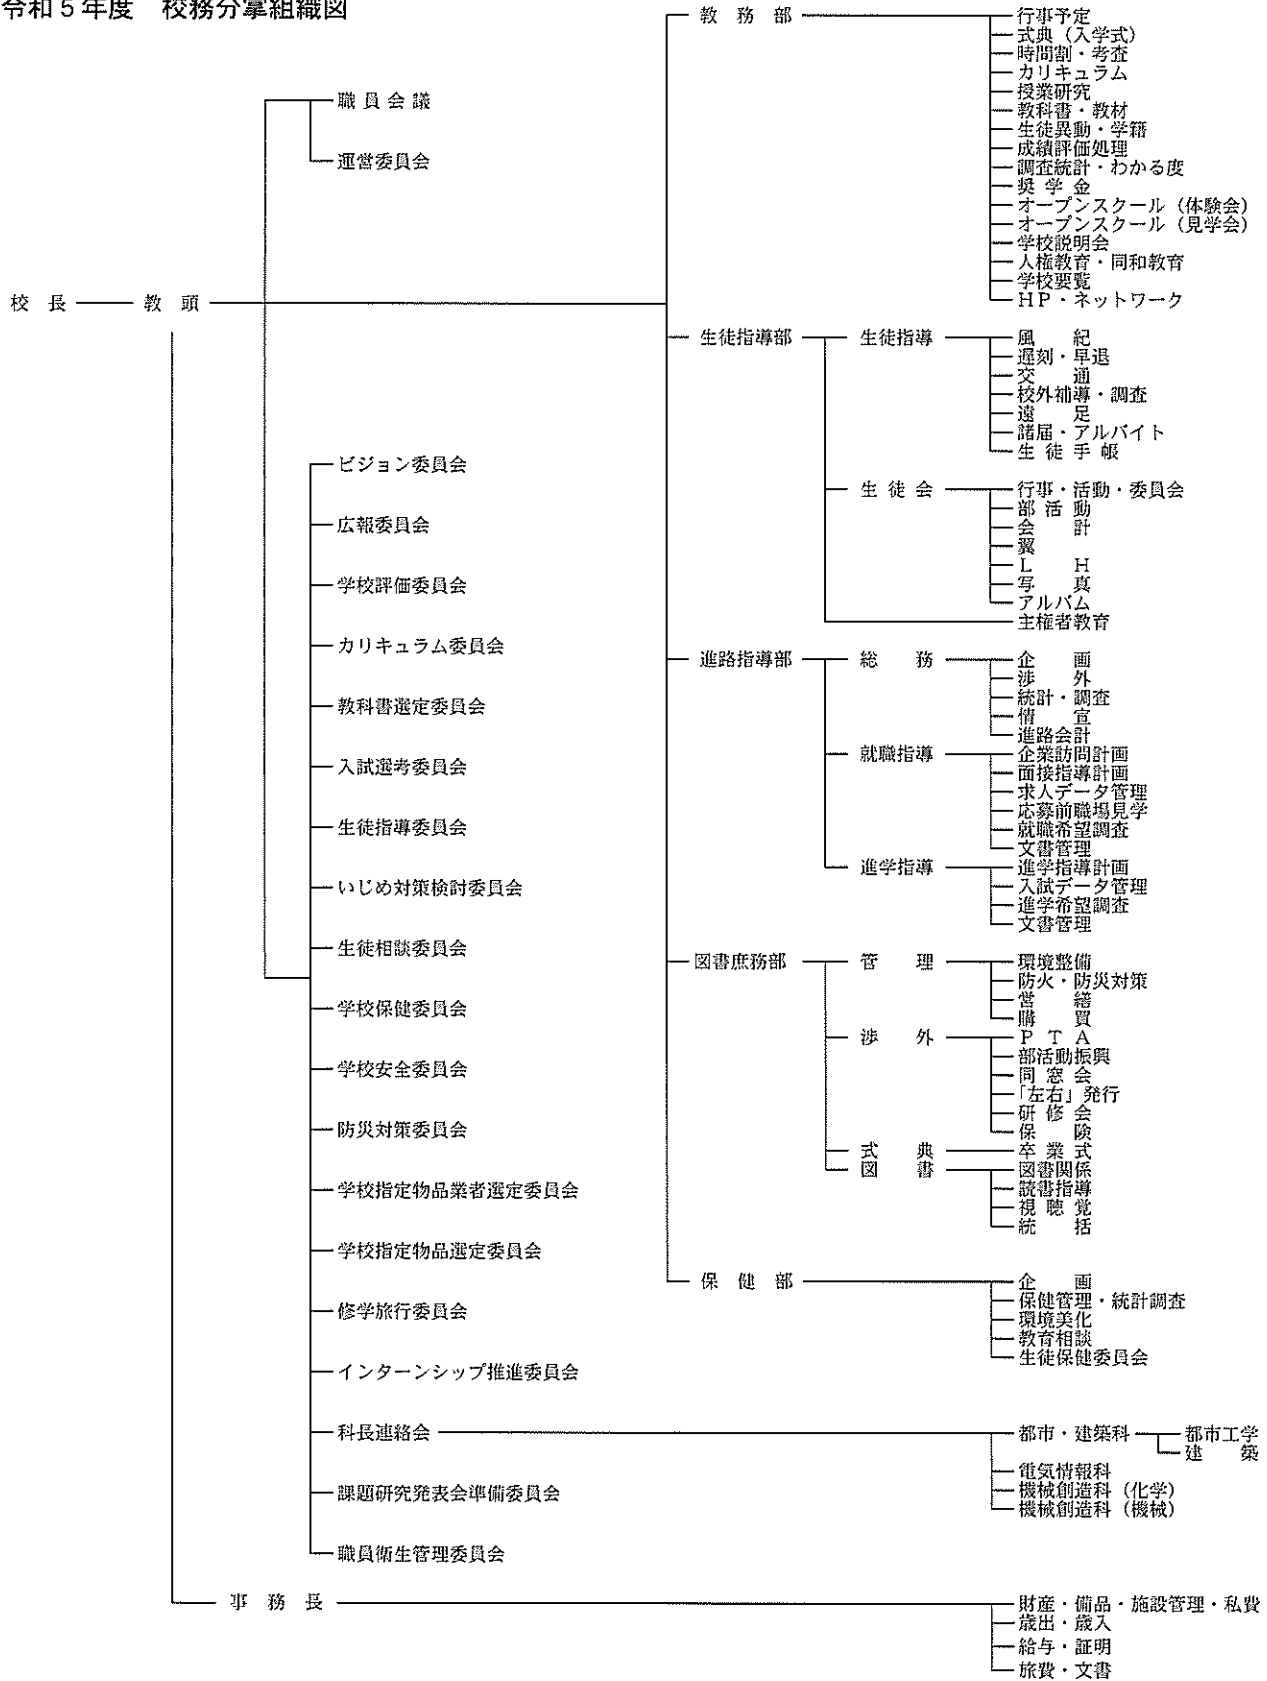 令和5年度　校務分掌組織図
校　長
教　頭
職 員 会 議
運営委員会
ビジョン委員会
広報委員会
学校評価委員会
カリキュラム委員会
教科書選定委員会
入試選考委員会
生徒指導委員会
いじめ対策検討委員会
生徒相談委員会
学校保健委員会
学校安全委員会
防災対策委員会
学校指定物品業者選定委員会
学校指定物品選定委員会
修学旅行委員会
インターンシップ推進委員会
科長連絡会
都市・建築科
都市工学
建　　築
電気情報科
機械創造科（化学）
機械創造科（機械）
課題研究発表会準備委員会
職員衛生管理委員会
教　務　部
行事予定
式典（入学式）
時間割・考査
カリキュラム
授業研究
教科書・教材
生徒異動・学籍
成績評価処理
調査統計・わかる度
奨 学 金
オープンスクール（体験会）
オープンスクール（見学会）
学校説明会
人権教育・同和教育
学校要覧
ＨＰ・ネットワーク
生徒指導部
生徒指導
風　　紀
遅刻・早退
交　　通
校外補導・調査
遠　　足
諸届・アルバイト
生 徒 手 帳
生 徒 会
行事・活動・委員会
部 活 動
会　　計
翼
Ｌ　　Ｈ
写　　真
アルバム
主権者教育
進路指導部
総　　務
企　　画
渉　　外
統計・調査
情　　宣
進路会計
就職指導
企業訪問計画
面接指導計画
求人データ管理
応募前職場見学
就職希望調査
文書管理
進学指導
進学指導計画
入試データ管理
進学希望調査
文書管理
図書庶務部
管　　理
環境整備
防火・防災対策
営　　繕
購　　買
渉　　外
Ｐ Ｔ Ａ
部活動振興
同 窓 会
「左右」発行
研 修 会
保　　険
式　　典
卒 業 式
図　　書
図書関係
読書指導
視 聴 覚
統　　括
保　健　部
企　　画
保健管理・統計調査
環境美化
教育相談
生徒保健委員会
事　務　長
財産・備品・施設管理・私費
歳出・歳入
給与・証明
旅費・文書